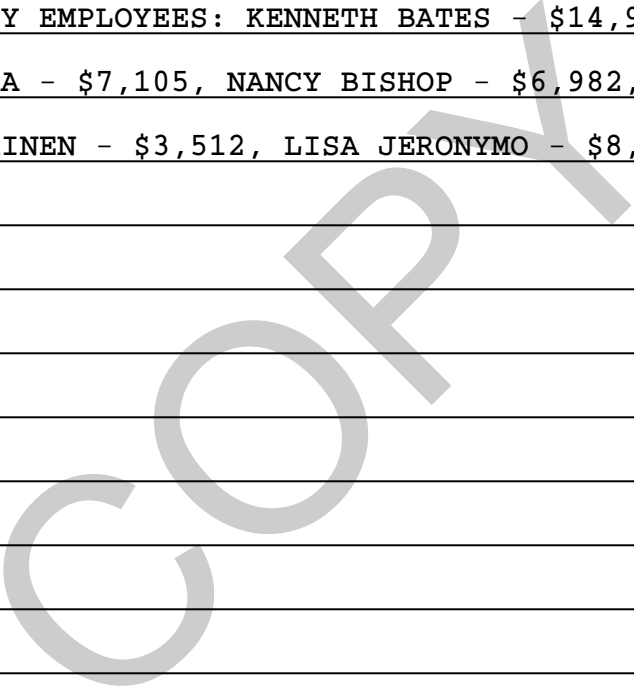 Y EMPLOYEES: KENNETH BATES - $14,9
A - $7,105, NANCY BISHOP - $6,982,
INEN - $3,512, LISA JERONYMO - $8,
COPY